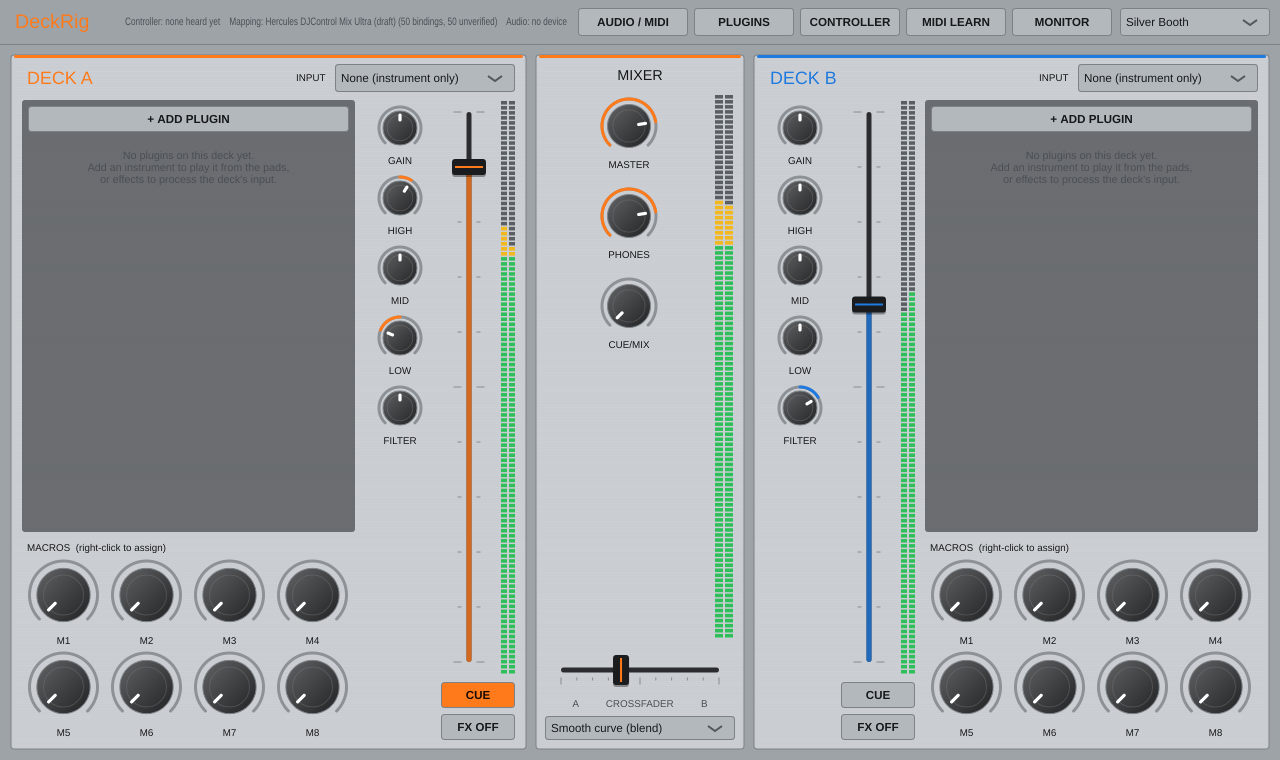 DeckRig
Controller: none heard yet Mapping: Hercules DJControl Mix Ultra (draft) (50 bindings, 50 unverified) Audio: no device
AUDIO / MIDI
PLUGINS
CONTROLLER
MIDI LEARN
MONITOR
Silver Booth
DECK A
INPUT
None (instrument only)
+ ADD PLUGIN
No plugins on this deck yet.
Add an instrument to play it from the pads,
or effects to process the deck's input.
GAIN
HIGH
MID
LOW
FILTER
MACROS (right-click to assign)
M1 M2 M3 M4
M5 M6 M7 M8
CUE
FX OFF
MIXER
MASTER
PHONES
CUE/MIX
A CROSSFADER B
Smooth curve (blend)
DECK B
INPUT
None (instrument only)
GAIN
HIGH
MID
LOW
FILTER
CUE
FX OFF
+ ADD PLUGIN
No plugins on this deck yet.
Add an instrument to play it from the pads,
or effects to process the deck's input.
MACROS (right-click to assign)
M1 M2 M3 M4
M5 M6 M7 M8